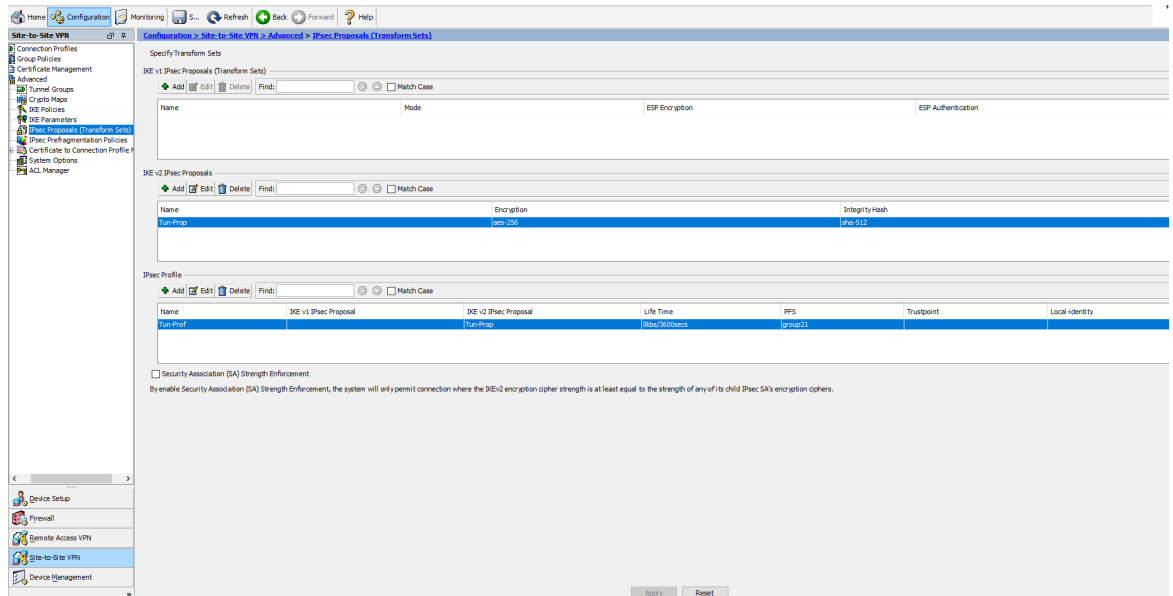 Home Configuration Monitoring S... Refresh Back Forward Help
Site-to-Site VPN
Configuration > Site-to-Site VPN > Advanced > IPsec Proposals (Transform Sets)
Connection Profiles
Group Policies
Certificate Management
Advanced
Tunnel Groups
Crypto Maps
IKE Policies
IKE Parameters
IPsec Proposals (Transform Sets)
IPsec Prefragmentation Policies
Certificate to Connection Profile M
System Options
ACL Manager
Specify Transform Sets
IKE v1 IPsec Proposals (Transform Sets)
Add Edit Delete Find: Match Case
Name Mode ESP Encryption ESP Authentication
IKE v2 IPsec Proposals
Add Edit Delete Find: Match Case
Name Encryption Integrity Hash
Tun-Prop aes-256 sha-512
IPsec Profile
Add Edit Delete Find: Match Case
Name IKE v1 IPsec Proposal IKE v2 IPsec Proposal Life Time PFS Trustpoint Local-identity
Tun-Prof Tun-Prop 0kbs/3600secs group21
Security Association (SA) Strength Enforcement
By enable Security Association (SA) Strength Enforcement, the system will only permit connection where the IKEv2 encryption cipher strength is at least equal to the strength of any of its child IPsec SA's encryption ciphers.
Device Setup
Firewall
Remote Access VPN
Site-to-Site VPN
Device Management
Apply Reset